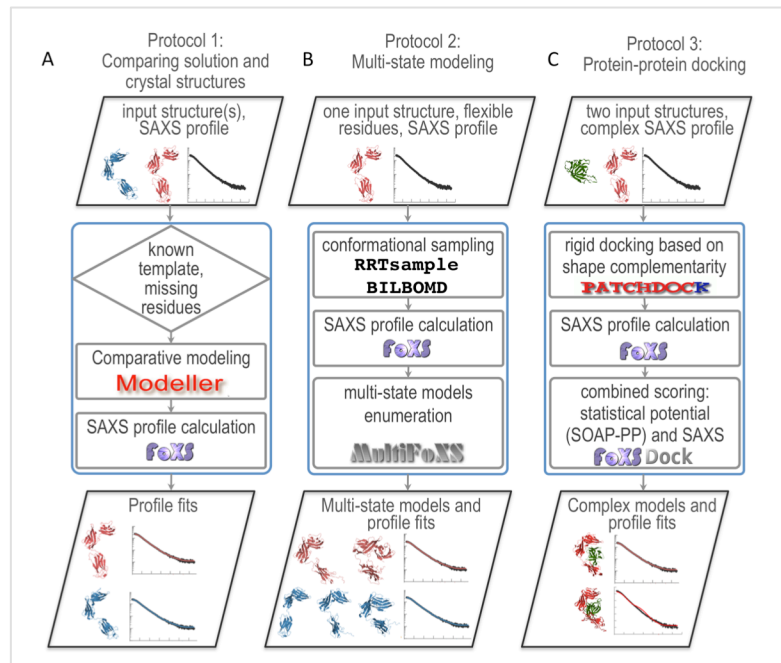 A
Protocol 1:
Comparing solution and
crystal structures
input structure(s),
SAXS profile
known
template,
missing
residues
Comparative modeling
Modeller
SAXS profile calculation
FoXS
Profile fits
B
Protocol 2:
Multi-state modeling
one input structure, flexible
residues, SAXS profile
conformational sampling
RRTsample
BILBOMD
SAXS profile calculation
FoXS
multi-state models
enumeration
MultiFoXS
Multi-state models and
profile fits
C
Protocol 3:
Protein-protein docking
two input structures,
complex SAXS profile
rigid docking based on
shape complementarity
PATCHDOCK
SAXS profile calculation
FoXS
combined scoring:
statistical potential
(SOAP-PP) and SAXS
FoXS Dock
Complex models and
profile fits